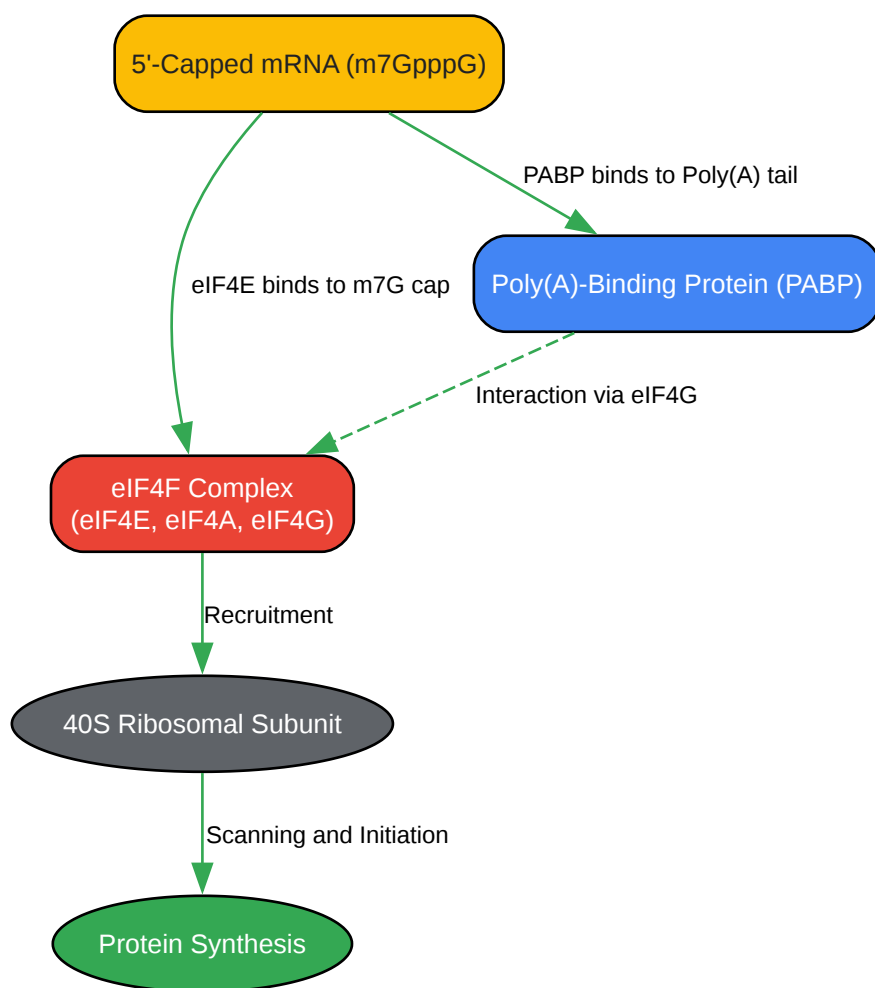 5'-Capped mRNA (m7GpppG)
PABP binds to Poly(A) tail
eIF4E binds to m7G cap
Poly(A)-Binding Protein (PABP)
Interaction via eIF4G
eIF4F Complex
(eIF4E, eIF4A, eIF4G)
Recruitment
40S Ribosomal Subunit
Scanning and Initiation
Protein Synthesis